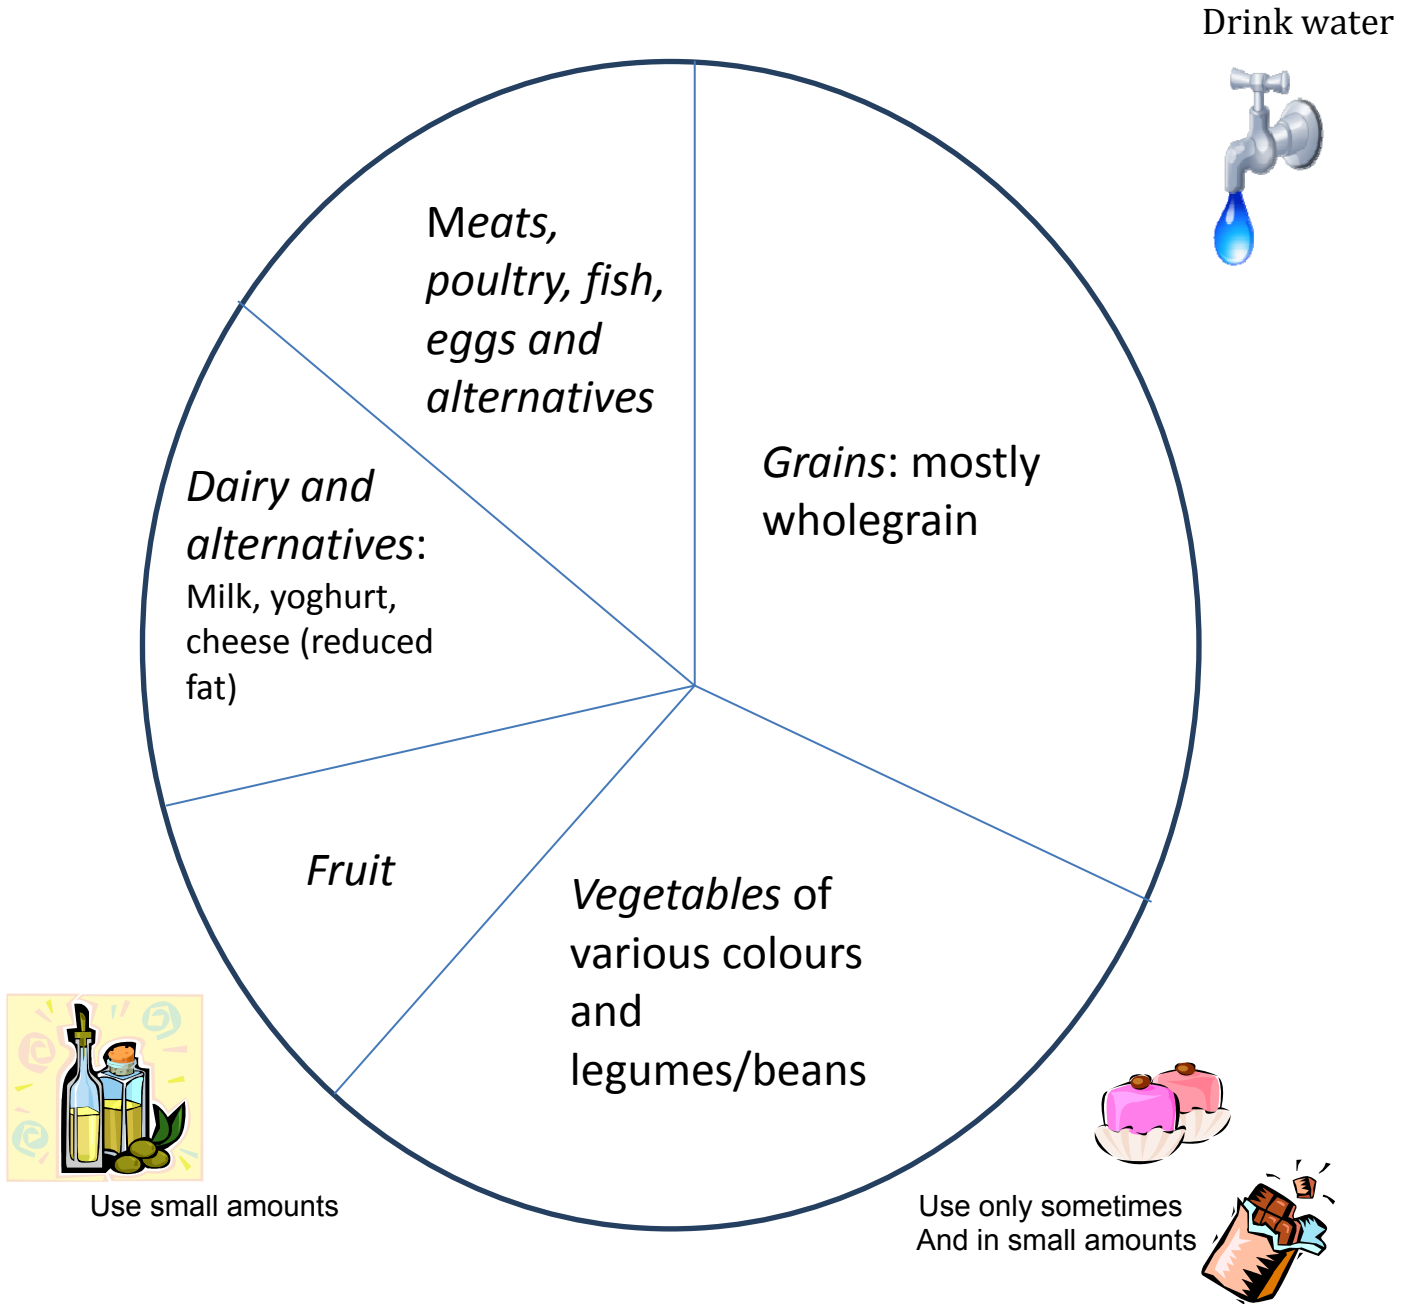 Drink water
Meats,
poultry, fish,
eggs and
alternatives
Grains: mostly
wholegrain
Dairy and
alternatives:
Milk, yoghurt,
cheese (reduced
fat)
Fruit
Vegetables of
various colours
and
legumes/beans
Use small amounts
Use only sometimes
And in small amounts